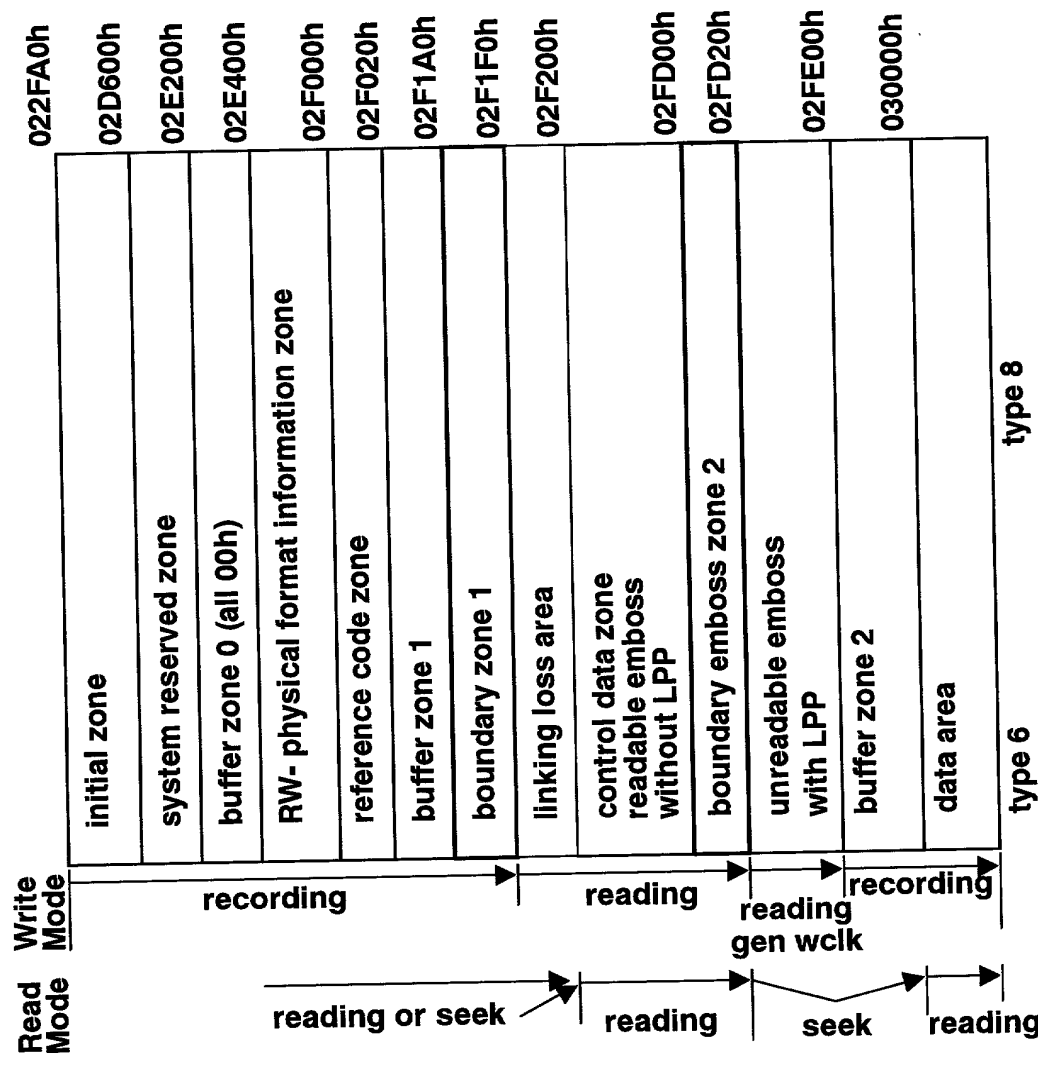 022FA0h
02D600h
02E200h
02E400h
02F000h
02F020h
02F1A0h
02F1F0h
02F200h
02FD00h
02FD20h
02FE00h
030000h
initial zone
system reserved zone
buffer zone 0 (all 00h)
RW- physical format information zone
reference code zone
buffer zone 1
boundary zone 1
linking loss area
control data zone
readable emboss
without LPP
boundary emboss zone 2
unreadable emboss
with LPP
buffer zone 2
data area
type 6
type 8
Write
Mode
recording
reading
reading
gen wclk
recording
Read
Mode
reading or seek
reading
seek
reading